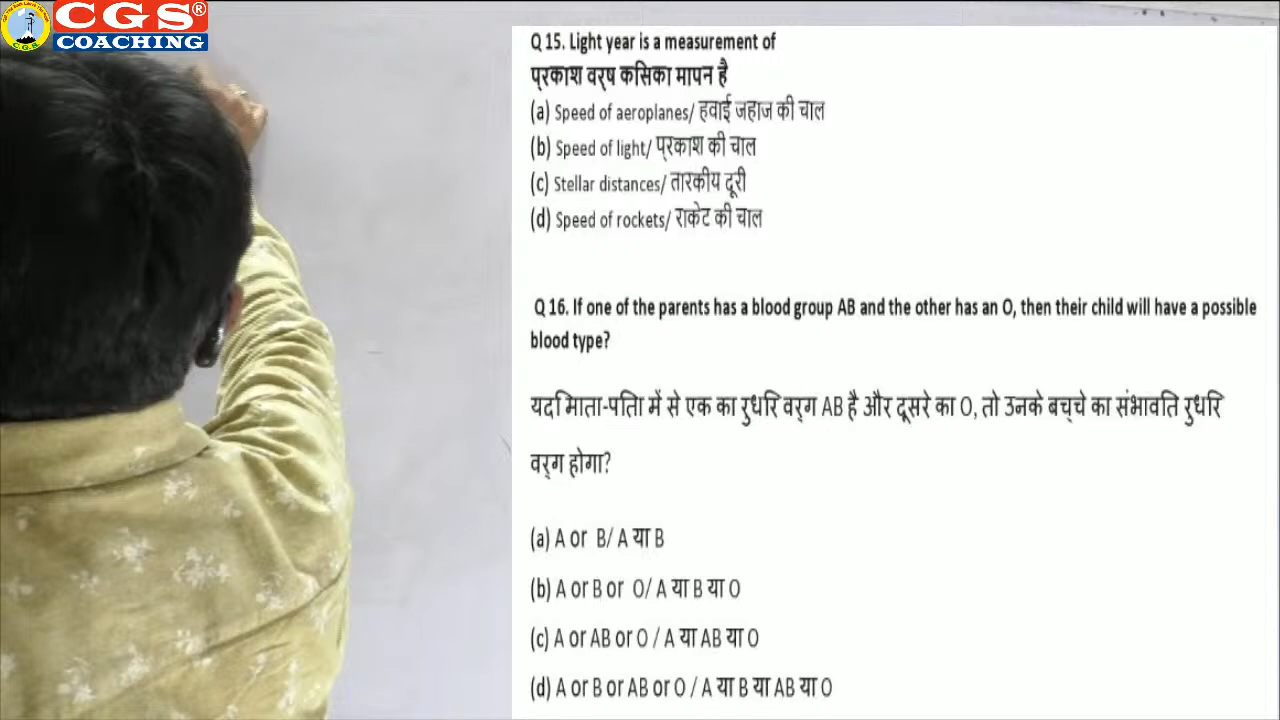 CGS®
COACHING
C.G.S
Q 15. Light year is a measurement of
प्रकाश वर्ष कसिका मापन है
(a) Speed of aeroplanes/ हवाई जहाज की चाल
(b) Speed of light/ प्रकाश की चाल
(c) Stellar distances/ तारकीय दूरी
(d) Speed of rockets/ राकेट की चाल
Q 16. If one of the parents has a blood group AB and the other has an O, then their child will have a possible
blood type?
यदि माता-पिता में से एक का रुधरि वर्ग AB है और दूसरे का O, तो उनके बच्चे का संभावति रुधरि
वर्ग होगा?
(a) A or B/ A या B
(b) A or B or O/ A या B या O
(c) A or AB or O / A या AB या O
(d) A or B or AB or O / A या B या AB या O